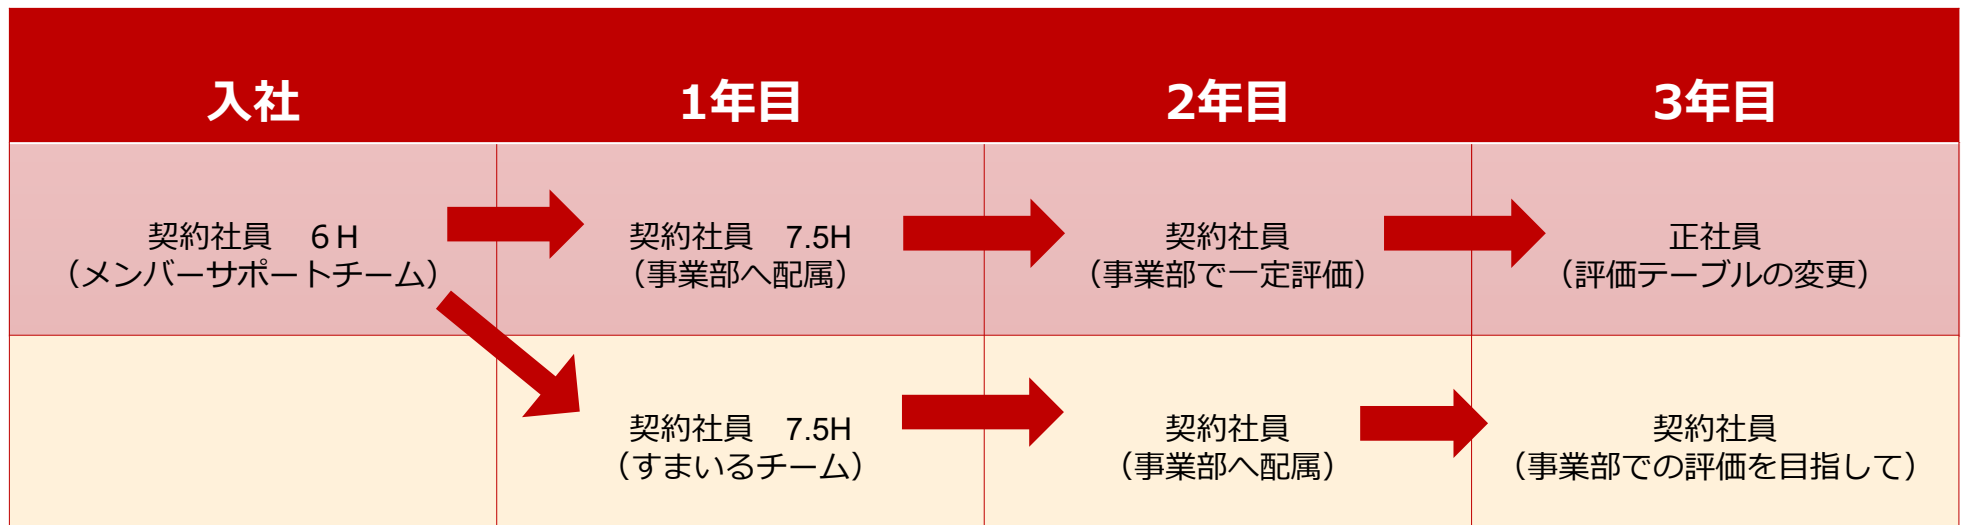 入社
1年目
2年目
3年目
契約社員　６H
（メンバーサポートチーム）
契約社員　7.5H
（事業部へ配属）
契約社員
（事業部で一定評価）
正社員
（評価テーブルの変更）
契約社員　7.5H
（すまいるチーム）
契約社員
（事業部へ配属）
契約社員
（事業部での評価を目指して）